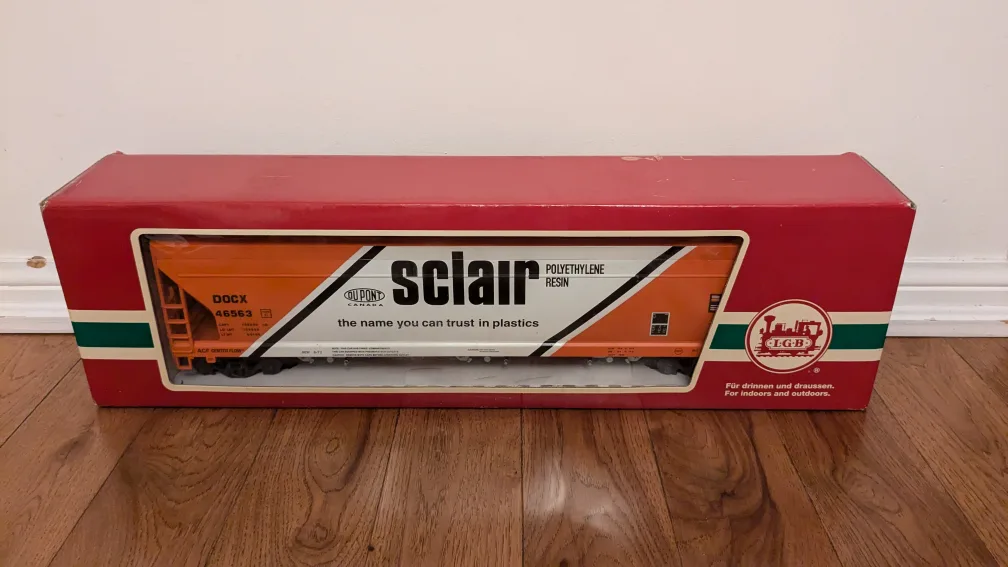 sclair
POLYETHYLENE
RESIN
DU PONT
CANADA
the name you can trust in plastics
DOCX
46563
ACF
LGB
®
Für drinnen und draussen.
For indoors and outdoors.